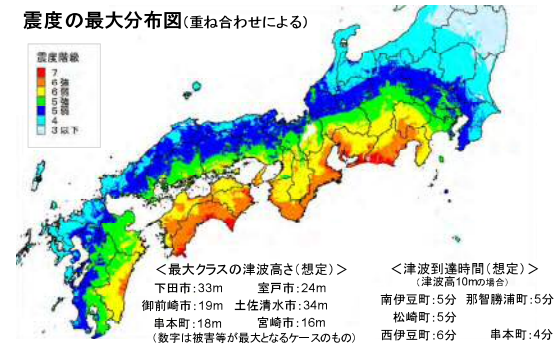 震度の最大分布図(重ね合わせによる)
震度階級
7
6強
6弱
5強
5弱
4
3以下
＜最大クラスの津波高さ(想定)＞
下田市:33m 室戸市:24m
御前崎市:19m 土佐清水市:34m
串本町:18m 宮崎市:16m
(数字は被害等が最大となるケースのもの)
＜津波到達時間(想定)＞
(津波高10mの場合)
南伊豆町:5分 那智勝浦町:5分
松崎町:5分
西伊豆町:6分 串本町:4分